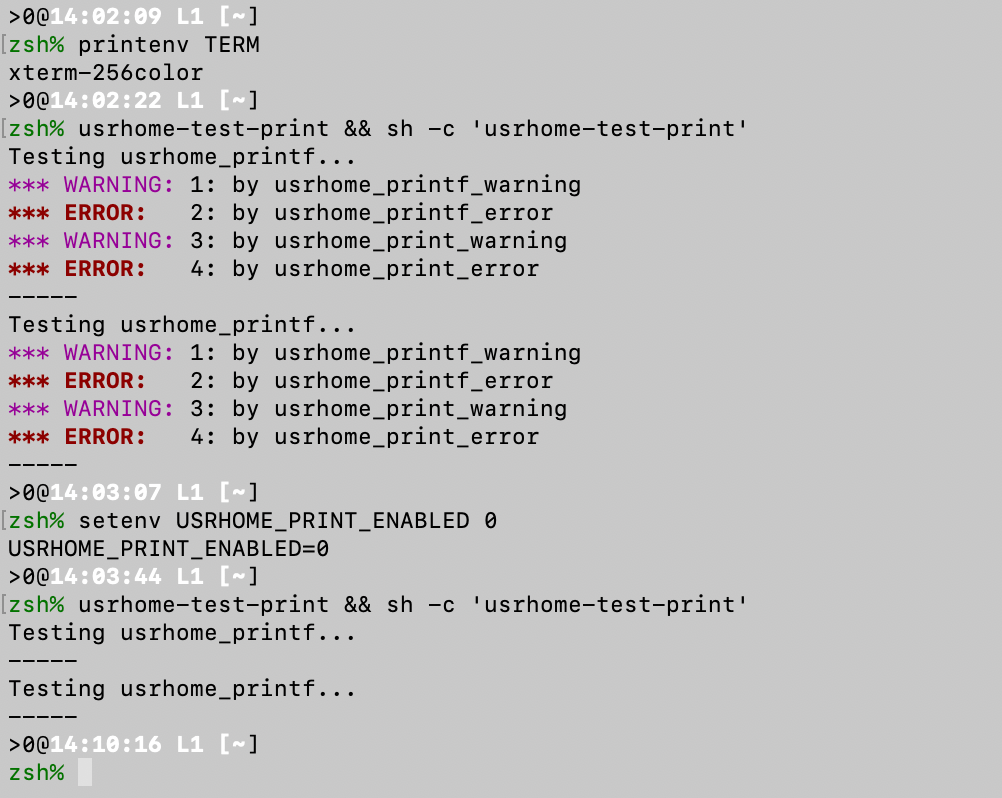 >0@14:02:09 L1 [~]
[zsh% printenv TERM
xterm-256color
>0@14:02:22 L1 [~]
[zsh% usrhome-test-print && sh -c 'usrhome-test-print'
Testing usrhome_printf...
*** WARNING: 1: by usrhome_printf_warning
*** ERROR:   2: by usrhome_printf_error
*** WARNING: 3: by usrhome_print_warning
*** ERROR:   4: by usrhome_print_error
-----
Testing usrhome_printf...
*** WARNING: 1: by usrhome_printf_warning
*** ERROR:   2: by usrhome_printf_error
*** WARNING: 3: by usrhome_print_warning
*** ERROR:   4: by usrhome_print_error
-----
>0@14:03:07 L1 [~]
[zsh% setenv USRHOME_PRINT_ENABLED 0
USRHOME_PRINT_ENABLED=0
>0@14:03:44 L1 [~]
[zsh% usrhome-test-print && sh -c 'usrhome-test-print'
Testing usrhome_printf...
-----
Testing usrhome_printf...
-----
>0@14:10:16 L1 [~]
zsh%